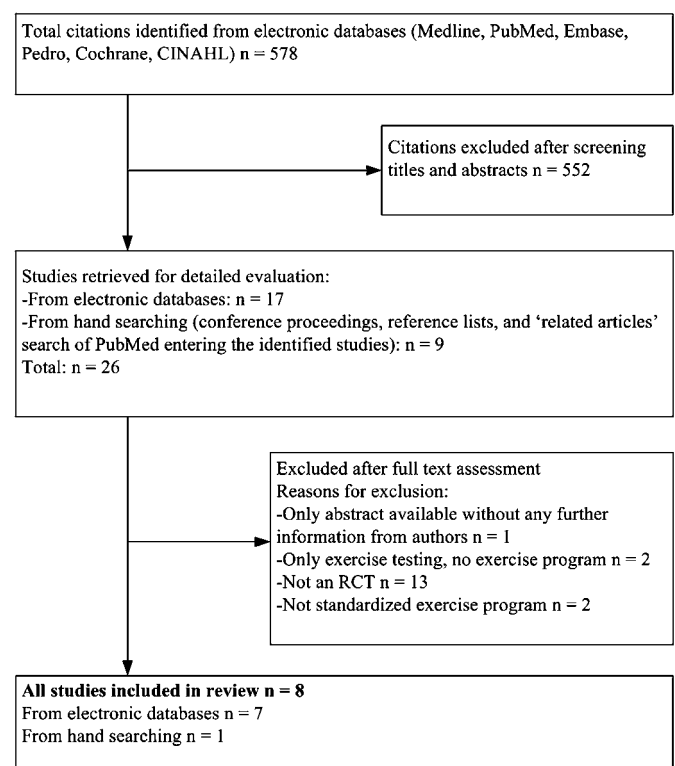 Total citations identified from electronic databases (Medline, PubMed, Embase,
Pedro, Cochrane, CINAHL) n = 578
Citations excluded after screening
titles and abstracts n = 552
Studies retrieved for detailed evaluation:
-From electronic databases: n = 17
-From hand searching (conference proceedings, reference lists, and ‘related articles’
search of PubMed entering the identified studies): n = 9
Total: n = 26
Excluded after full text assessment
Reasons for exclusion:
-Only abstract available without any further
information from authors n = 1
-Only exercise testing, no exercise program n = 2
-Not an RCT n = 13
-Not standardized exercise program n = 2
All studies included in review n = 8
From electronic databases n = 7
From hand searching n = 1